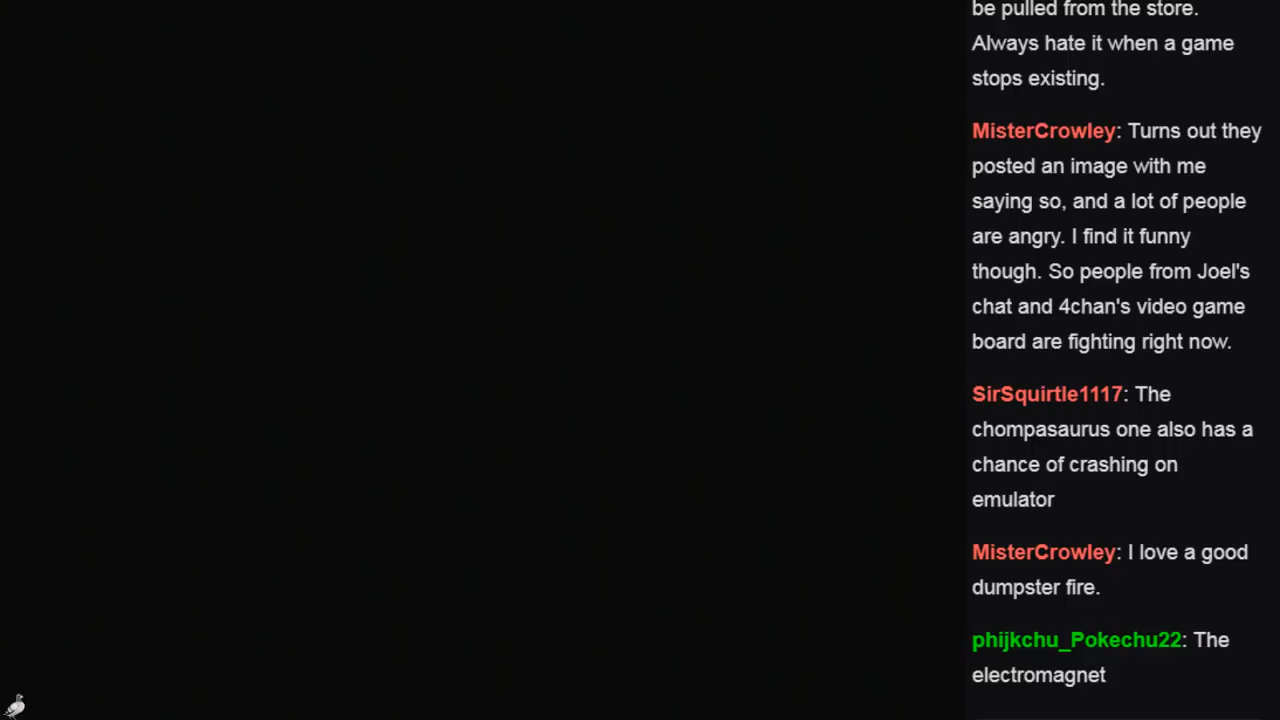 be pulled from the store.
Always hate it when a game
stops existing.
MisterCrowley: Turns out they
posted an image with me
saying so, and a lot of people
are angry. I find it funny
though. So people from Joel's
chat and 4chan's video game
board are fighting right now.
SirSquirtle1117: The
chompasaurus one also has a
chance of crashing on
emulator
MisterCrowley: I love a good
dumpster fire.
phijkchu_Pokechu22: The
electromagnet